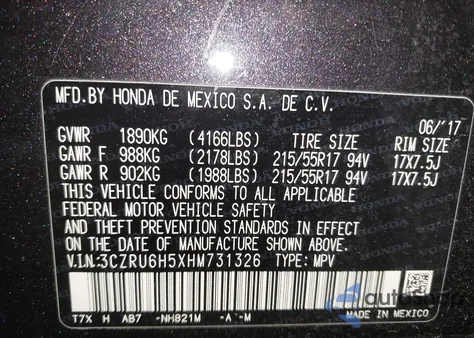 MFD.BY HONDA DE MEXICO S.A. DE C.V.
06/'17
GVWR 1890KG (4166LBS) TIRE SIZE RIM SIZE
GAWR F 988KG (2178LBS) 215/55R17 94V 17X7.5J
GAWR R 902KG (1988LBS) 215/55R17 94V 17X7.5J
THIS VEHICLE CONFORMS TO ALL APPLICABLE
FEDERAL MOTOR VEHICLE SAFETY, BUMPER,
AND THEFT PREVENTION STANDARDS IN EFFECT
ON THE DATE OF MANUFACTURE SHOWN ABOVE.
V.I.N:3CZRU6H5XHM731326 TYPE: MPV
T7X H AB7 -NH821M -A -M
MADE IN MEXICO